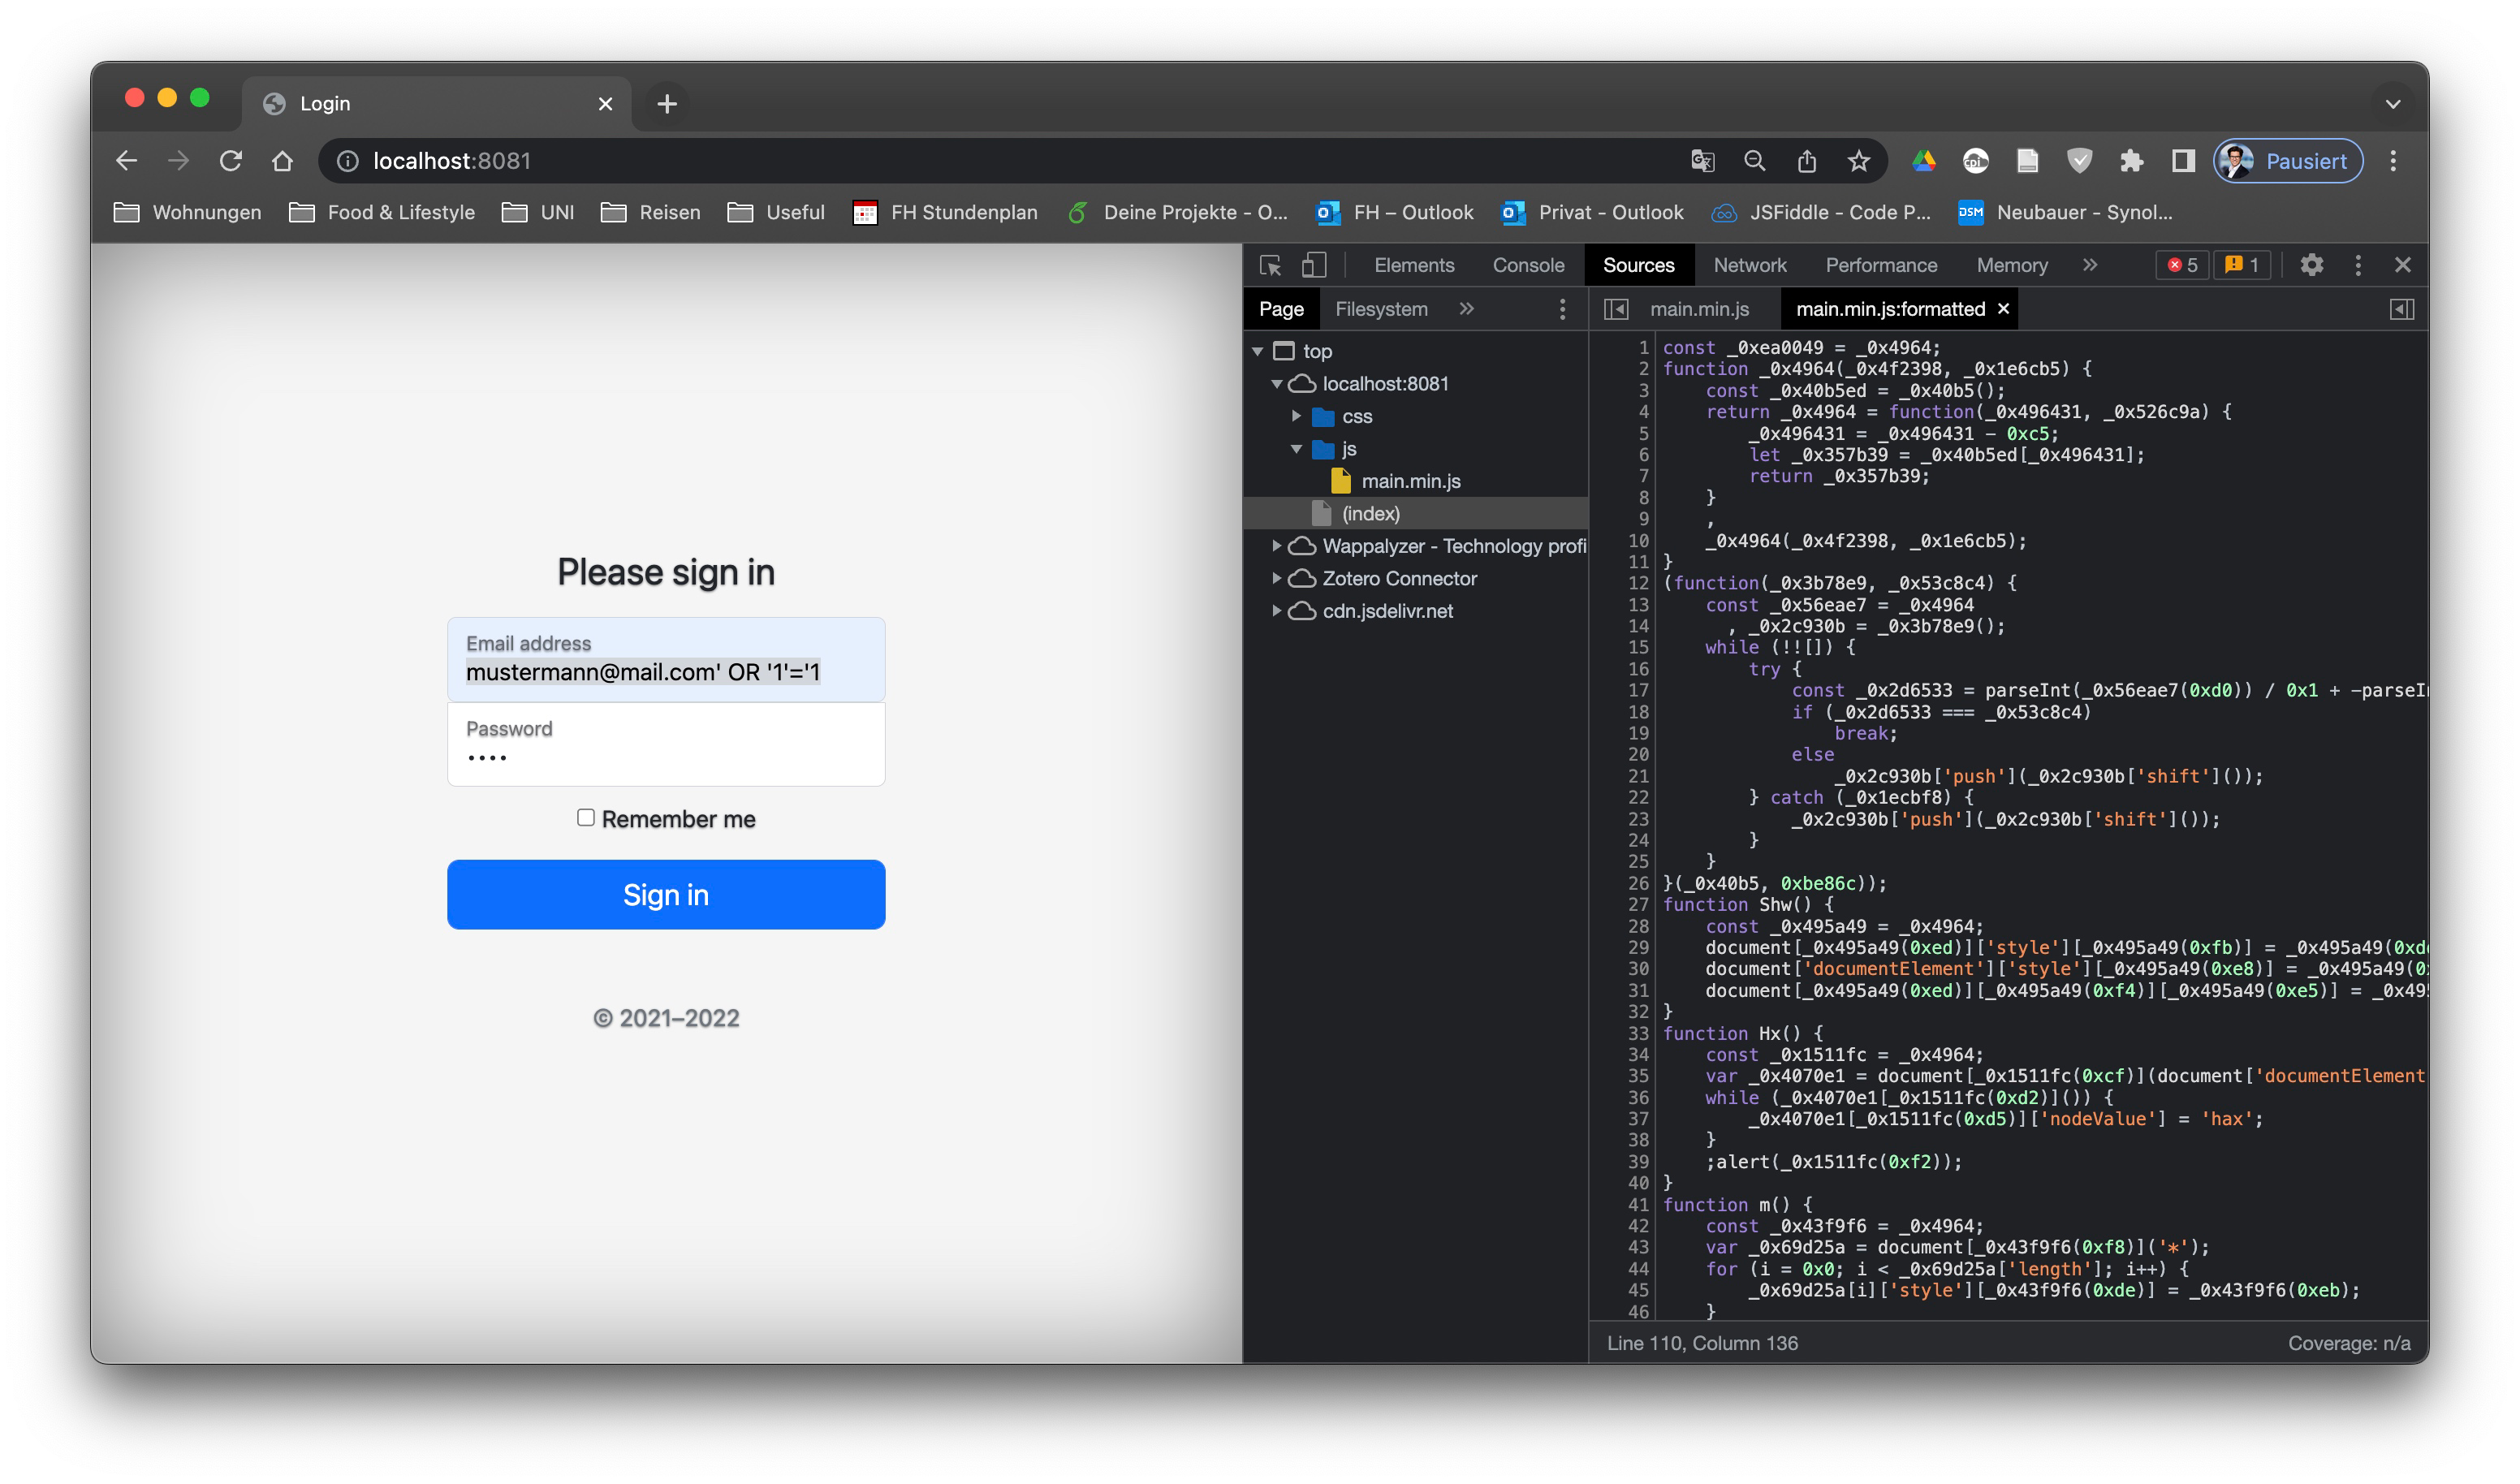 Login
localhost:8081
Pausiert
Wohnungen Food & Lifestyle UNI Reisen Useful FH Stundenplan Deine Projekte - O... FH – Outlook Privat - Outlook JSFiddle - Code P... DSM Neubauer - Synol...
Please sign in
Email address
mustermann@mail.com' OR '1'='1
Password
••••
Remember me
Sign in
© 2021–2022
Elements Console Sources Network Performance Memory » 5 1
Page Filesystem »
top
localhost:8081
css
js
main.min.js
(index)
Wappalyzer - Technology profi
Zotero Connector
cdn.jsdelivr.net
main.min.js main.min.js:formatted
1 const _0xea0049 = _0x4964;
2 function _0x4964(_0x4f2398, _0x1e6cb5) {
3 const _0x40b5ed = _0x40b5();
4 return _0x4964 = function(_0x496431, _0x526c9a) {
5 _0x496431 = _0x496431 - 0xc5;
6 let _0x357b39 = _0x40b5ed[_0x496431];
7 return _0x357b39;
8 }
9 ,
10 _0x4964(_0x4f2398, _0x1e6cb5);
11 }
12 (function(_0x3b78e9, _0x53c8c4) {
13 const _0x56eae7 = _0x4964
14 , _0x2c930b = _0x3b78e9();
15 while (!![]) {
16 try {
17 const _0x2d6533 = parseInt(_0x56eae7(0xd0)) / 0x1 + -parseI
18 if (_0x2d6533 === _0x53c8c4)
19 break;
20 else
21 _0x2c930b['push'](_0x2c930b['shift']());
22 } catch (_0x1ecbf8) {
23 _0x2c930b['push'](_0x2c930b['shift']());
24 }
25 }
26 }(_0x40b5, 0xbe86c));
27 function Shw() {
28 const _0x495a49 = _0x4964;
29 document[_0x495a49(0xed)]['style'][_0x495a49(0xfb)] = _0x495a49(0xd
30 document['documentElement']['style'][_0x495a49(0xe8)] = _0x495a49(0
31 document[_0x495a49(0xed)][_0x495a49(0xf4)][_0x495a49(0xe5)] = _0x49
32 }
33 function Hx() {
34 const _0x1511fc = _0x4964;
35 var _0x4070e1 = document[_0x1511fc(0xcf)](document['documentElement
36 while (_0x4070e1[_0x1511fc(0xd2)]()) {
37 _0x4070e1[_0x1511fc(0xd5)]['nodeValue'] = 'hax';
38 }
39 ;alert(_0x1511fc(0xf2));
40 }
41 function m() {
42 const _0x43f9f6 = _0x4964;
43 var _0x69d25a = document[_0x43f9f6(0xf8)]('*');
44 for (i = 0x0; i < _0x69d25a['length']; i++) {
45 _0x69d25a[i]['style'][_0x43f9f6(0xde)] = _0x43f9f6(0xeb);
46 }
Line 110, Column 136 Coverage: n/a